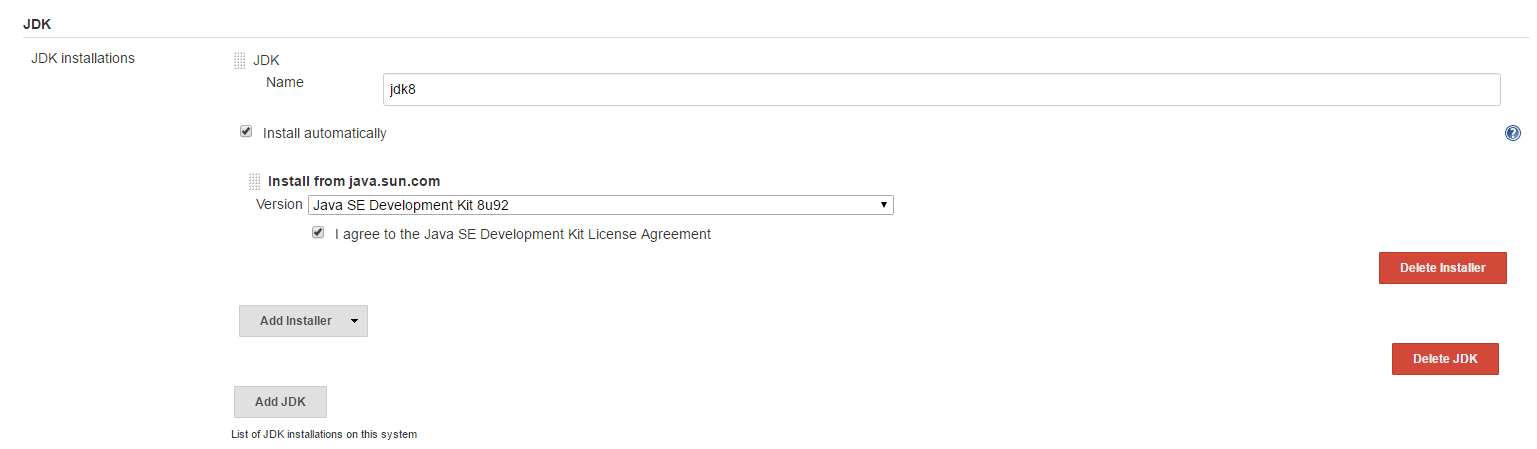 JDK
JDK installations
JDK
Name
jdk8
Install automatically
?
Install from java.sun.com
Version Java SE Development Kit 8u92
I agree to the Java SE Development Kit License Agreement
Delete Installer
Add Installer
Delete JDK
Add JDK
List of JDK installations on this system